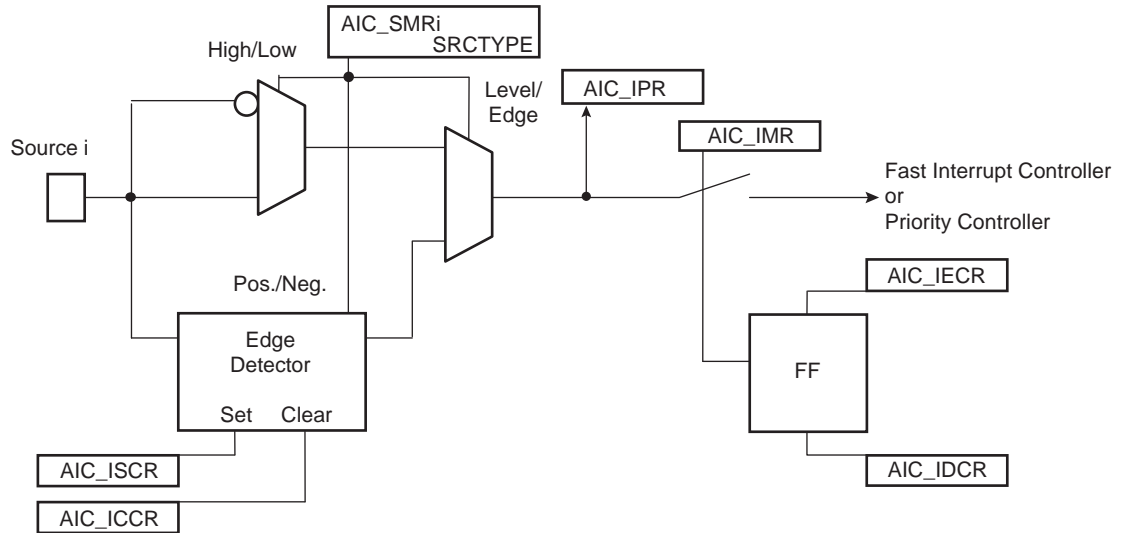 AIC_SMRi
SRCTYPE
High/Low
Level/
Edge
AIC_IPR
AIC_IMR
Source i
Fast Interrupt Controller
or
Priority Controller
Pos./Neg.
AIC_IECR
Edge
Detector
FF
Set Clear
AIC_ISCR
AIC_IDCR
AIC_ICCR